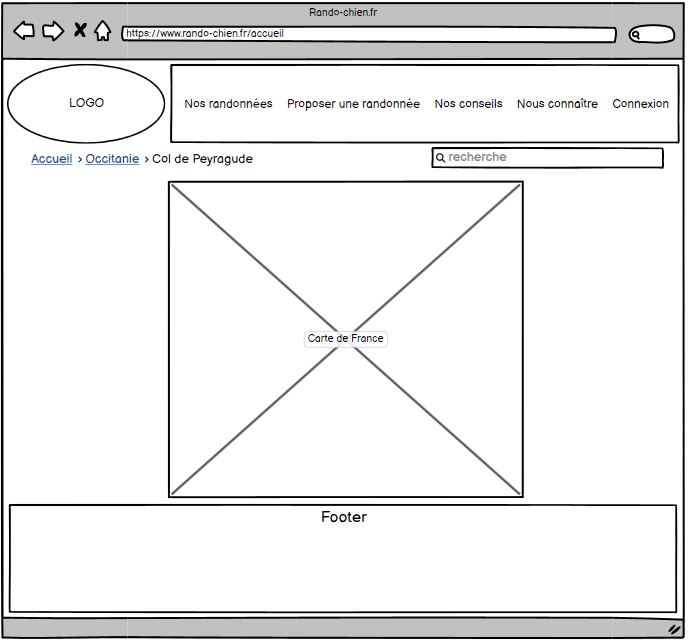 Rando-chien.fr
https://www.rando-chien.fr/accueil
LOGO
Nos randonnées Proposer une randonnée Nos conseils Nous connaître Connexion
Accueil › Occitanie › Col de Peyragude
recherche
Carte de France
Footer